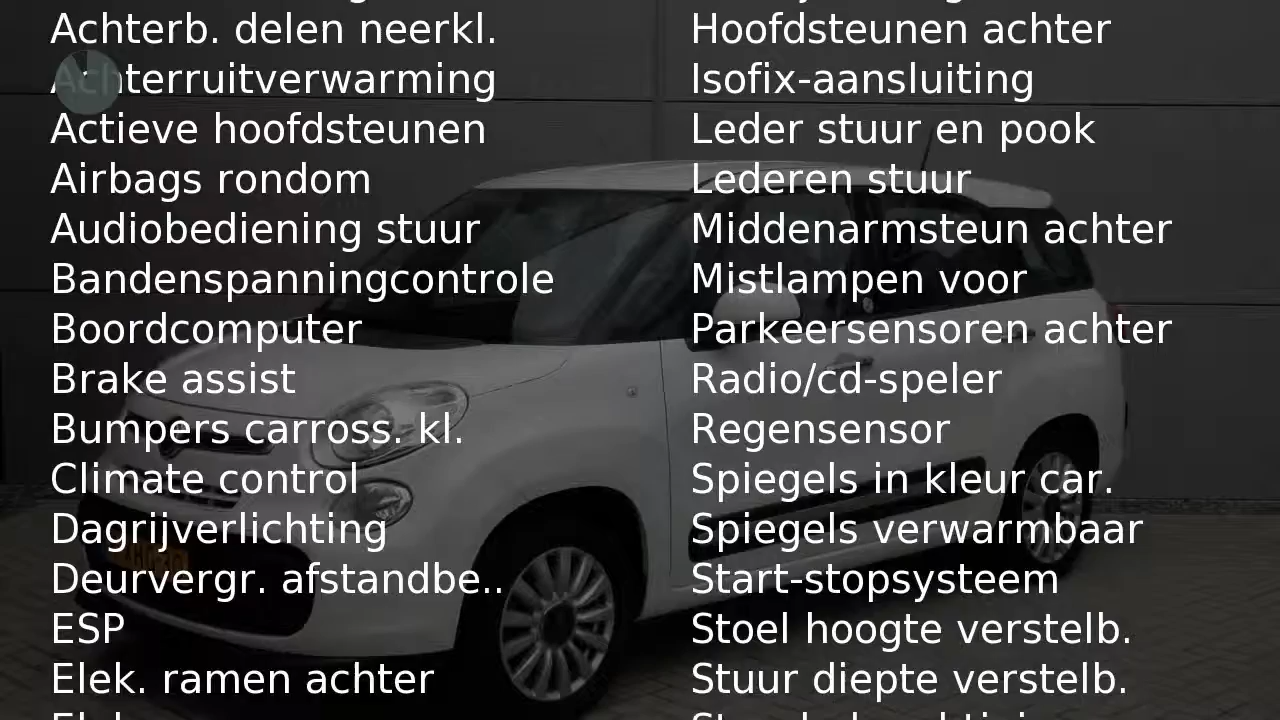 Achterb. delen neerkl.
Achterruitverwarming
Actieve hoofdsteunen
Airbags rondom
Audiobediening stuur
Bandenspanningcontrole
Boordcomputer
Brake assist
Bumpers carross. kl.
Climate control
Dagrijverlichting
Deurvergr. afstandbe..
ESP
Elek. ramen achter
Hoofdsteunen achter
Isofix-aansluiting
Leder stuur en pook
Lederen stuur
Middenarmsteun achter
Mistlampen voor
Parkeersensoren achter
Radio/cd-speler
Regensensor
Spiegels in kleur car.
Spiegels verwarmbaar
Start-stopsysteem
Stoel hoogte verstelb.
Stuur diepte verstelb.